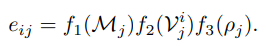 $e_{ij} = f_1(\mathcal{M}_j) f_2(\mathcal{V}_j^i) f_3(\rho_j).$